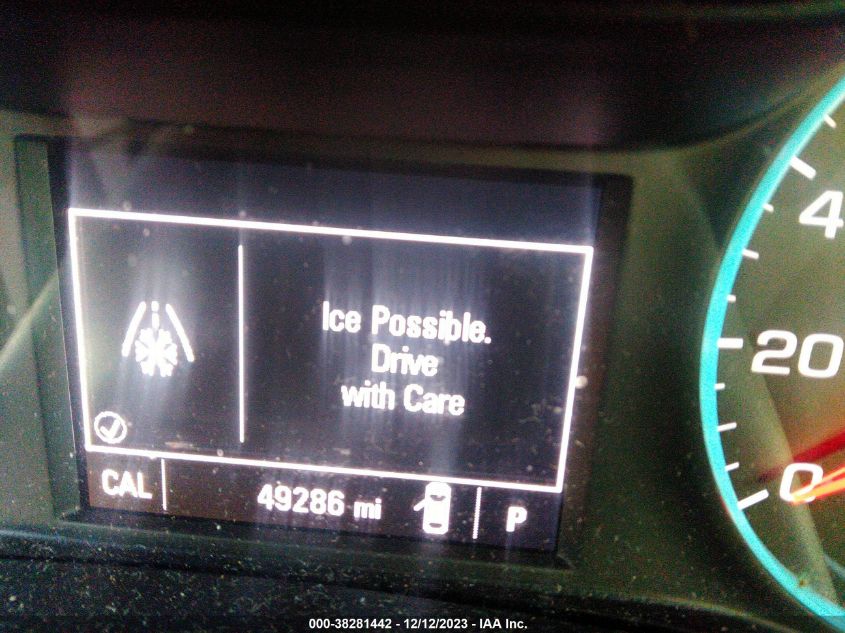 Ice Possible.
Drive
with Care
CAL 49286 mi P
4
20
0
000-38281442 - 12/12/2023 - IAA Inc.